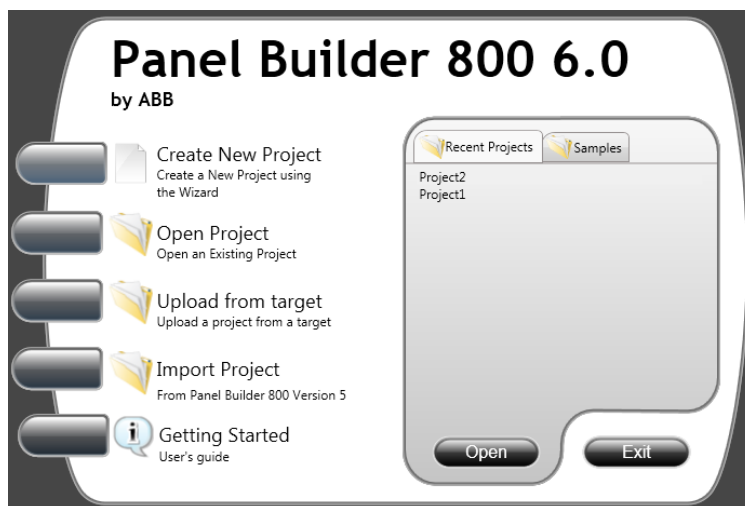 Panel Builder 800 6.0
by ABB
Create New Project
Create a New Project using
the Wizard
Open Project
Open an Existing Project
Upload from target
Upload a project from a target
Import Project
From Panel Builder 800 Version 5
Getting Started
User's guide
Recent Projects
Samples
Project2
Project1
Open
Exit